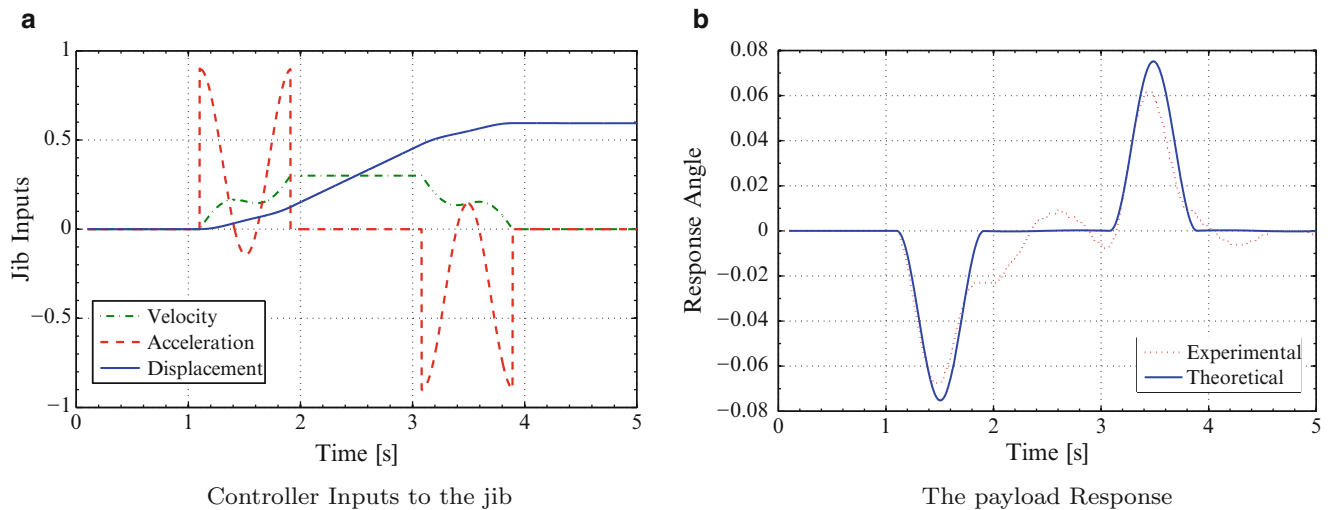 a
1
0.5
0
−0.5
−1
Jib Inputs
Velocity
Acceleration
Displacement
0 1 2 3 4 5
Time [s]
Controller Inputs to the jib
b
0.08
0.06
0.04
0.02
0
−0.02
−0.04
−0.06
−0.08
Response Angle
Experimental
Theoretical
0 1 2 3 4 5
Time [s]
The payload Response